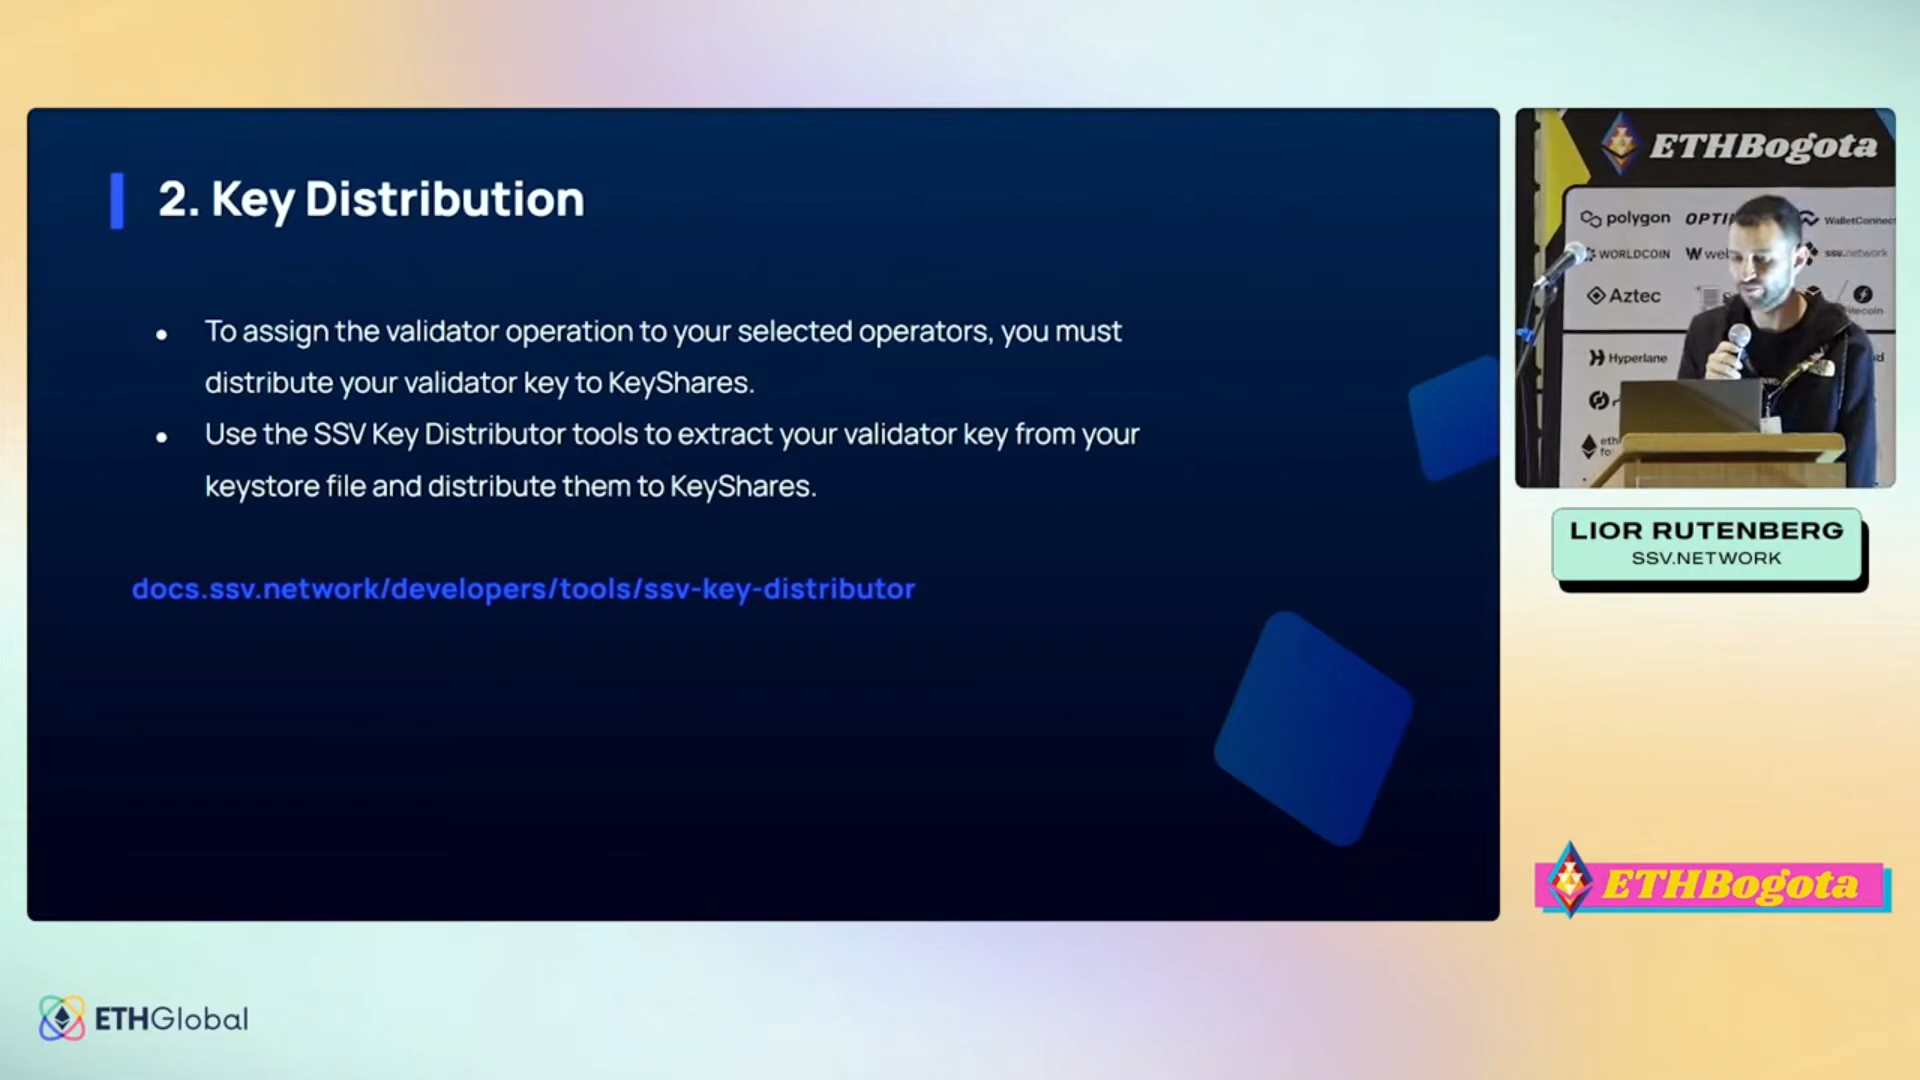 2. Key Distribution
To assign the validator operation to your selected operators, you must
distribute your validator key to KeyShares.
Use the SSV Key Distributor tools to extract your validator key from your
keystore file and distribute them to KeyShares.
docs.ssv.network/developers/tools/ssv-key-distributor
ETHBogota
polygon
WalletConnect
WORLDCOIN
ssv.network
Aztec
Hyperlane
LIOR RUTENBERG
SSV.NETWORK
ETHBogota
ETHGlobal